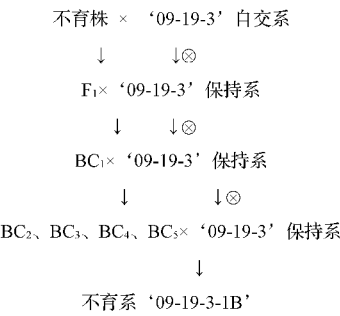 不育株 × ‘09-19-3’自交系
↓ ↓⊗
F₁×‘09-19-3’保持系
↓ ↓⊗
BC₁×‘09-19-3’保持系
↓ ↓⊗
BC₂、BC₃、BC₄、BC₅×‘09-19-3’保持系
↓
不育系‘09-19-3-1B’